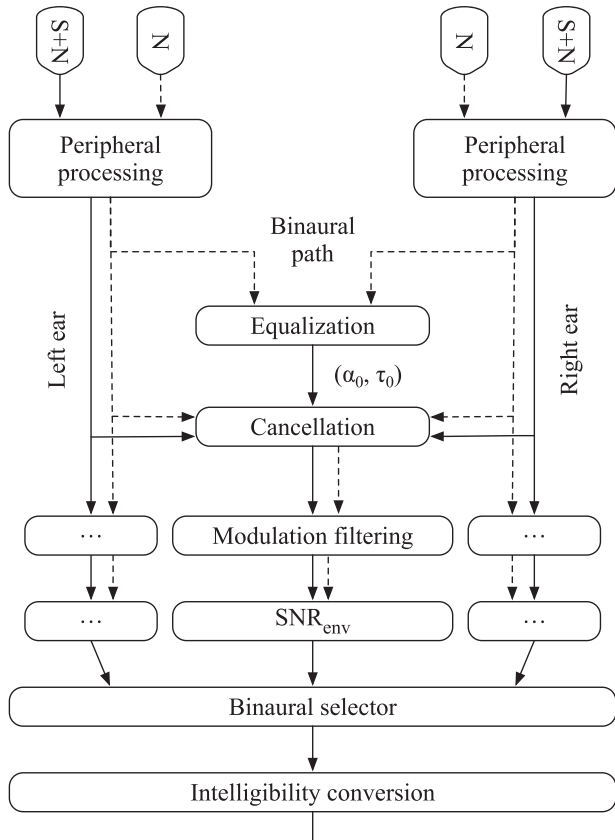 S+N
N
N
S+N
Peripheral
processing
Peripheral
processing
Binaural
path
Equalization
Left ear
(α₀, τ₀)
Right ear
Cancellation
...
Modulation filtering
...
...
SNRenv
...
Binaural selector
Intelligibility conversion